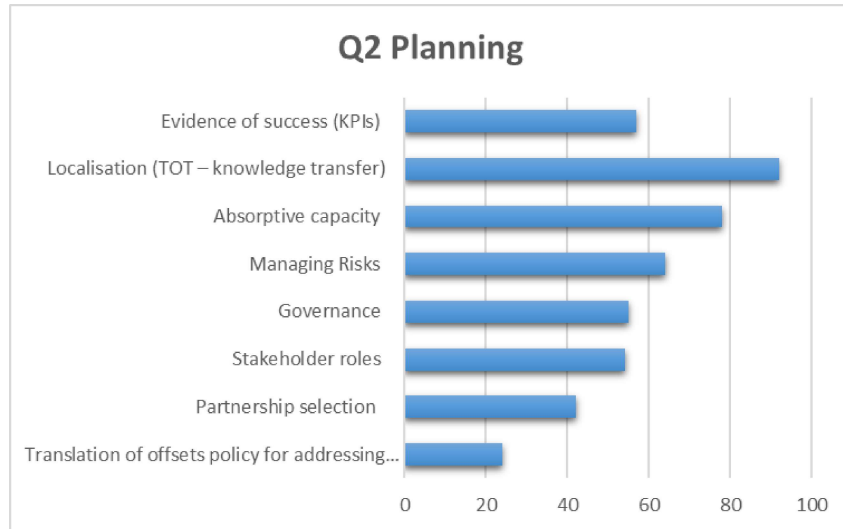 Q2 Planning
Evidence of success (KPIs)
Localisation (TOT – knowledge transfer)
Absorptive capacity
Managing Risks
Governance
Stakeholder roles
Partnership selection
Translation of offsets policy for addressing...
0 20 40 60 80 100